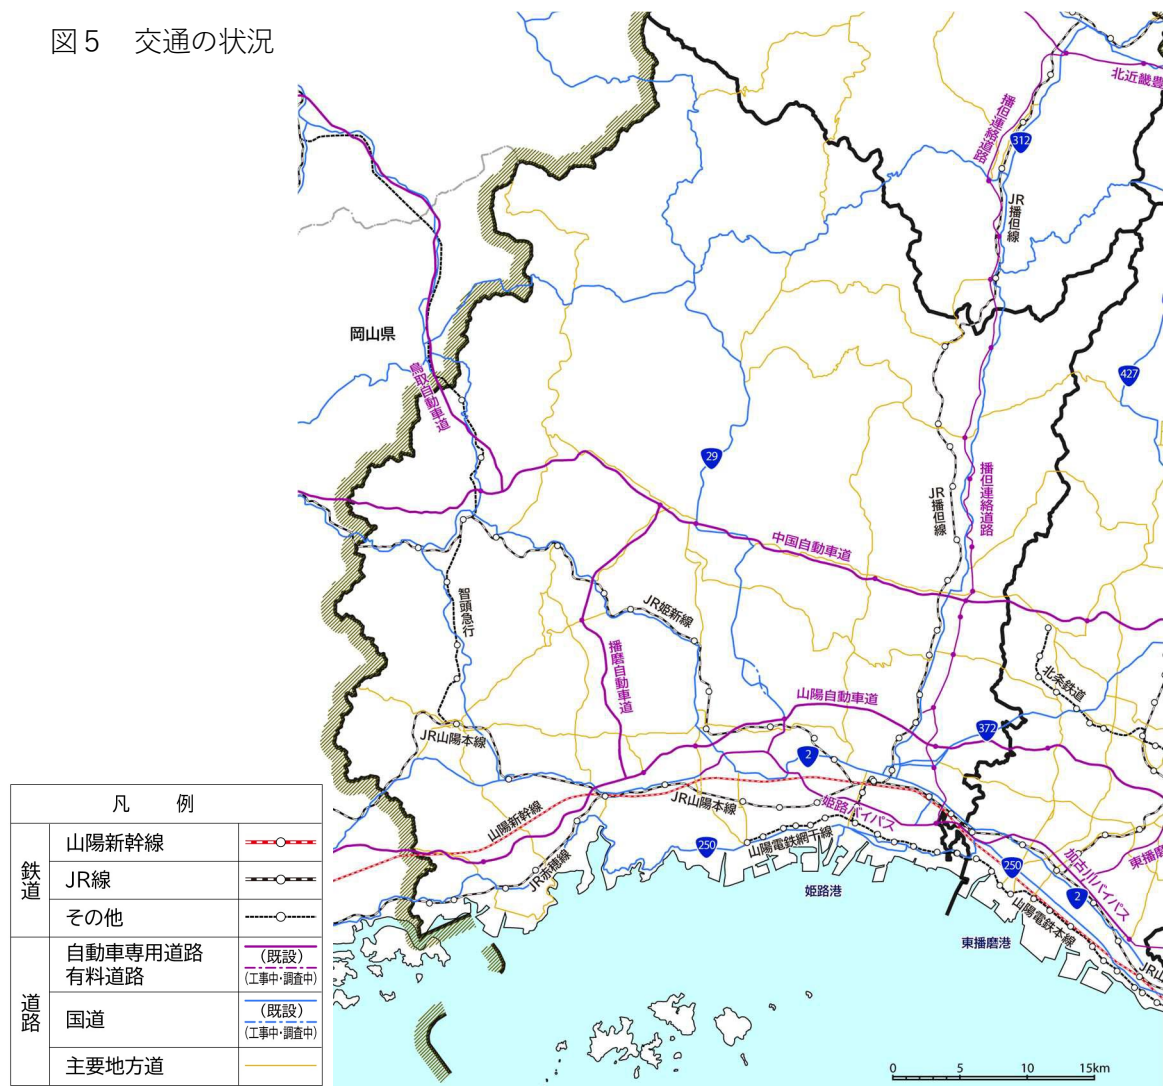 図5 交通の状況
北近畿豊
播但連絡道路
312
JR播但線
岡山県
鳥取自動車道
427
29
播但連絡道路
JR播但線
中国自動車道
智頭急行
JR姫新線
播磨自動車道
北条鉄道
山陽自動車道
JR山陽本線
372
2
JR山陽本線
姫路バイパス
山陽新幹線
250
山陽電鉄網干線
JR赤穂線
250
加古川バイパス
東播磨
2
姫路港
山陽電鉄本線
東播磨港
JR山
凡 例
鉄道
山陽新幹線
JR線
その他
道路
自動車専用道路
有料道路
(既設)
(工事中・調査中)
国道
(既設)
(工事中・調査中)
主要地方道
0 5 10 15km